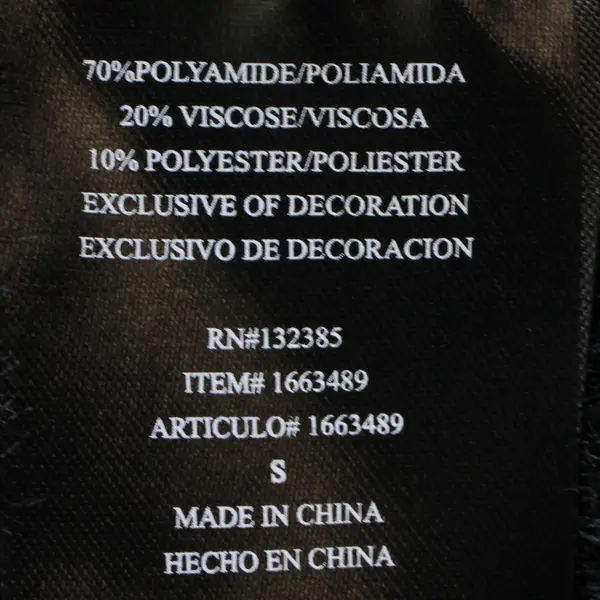 70%POLYAMIDE/POLIAMIDA
20% VISCOSE/VISCOSA
10% POLYESTER/POLIESTER
EXCLUSIVE OF DECORATION
EXCLUSIVO DE DECORACION
RN#132385
ITEM# 1663489
ARTICULO# 1663489
S
MADE IN CHINA
HECHO EN CHINA